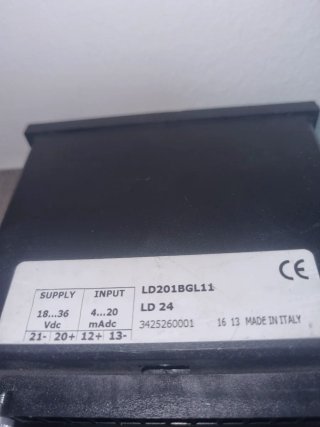 SUPPLY INPUT LD201BGL11
18...36 4...20 LD 24
Vdc mAdc 3425260001 16 13 MADE IN ITALY
21- 20+ 12+ 13-
CE